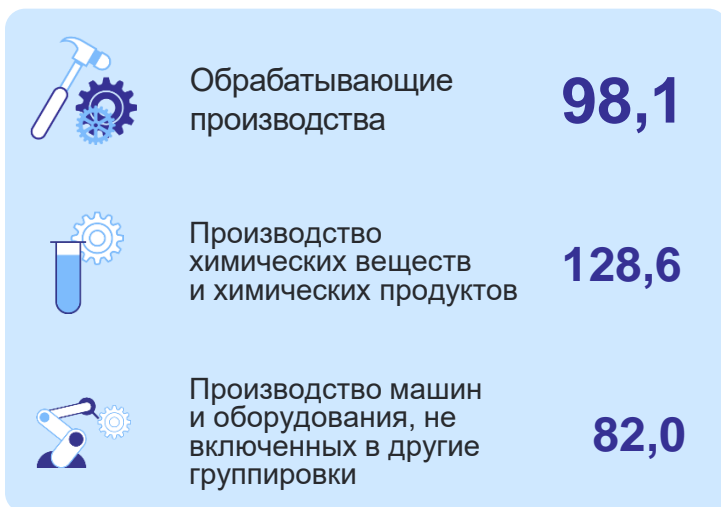 Обрабатывающие
производства
98,1
Производство
химических веществ
и химических продуктов
128,6
Производство машин
и оборудования, не
включенных в другие
группировки
82,0